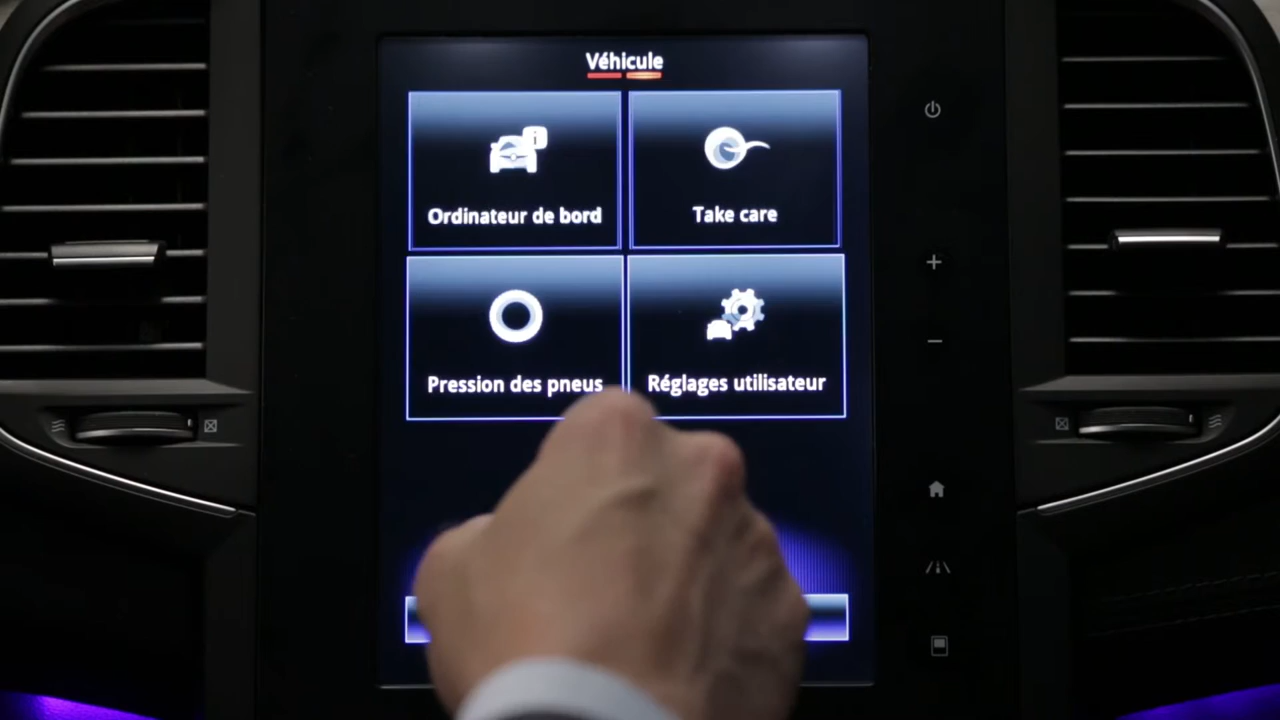 Véhicule
Ordinateur de bord
Take care
Pression des pneus
Réglages utilisateur